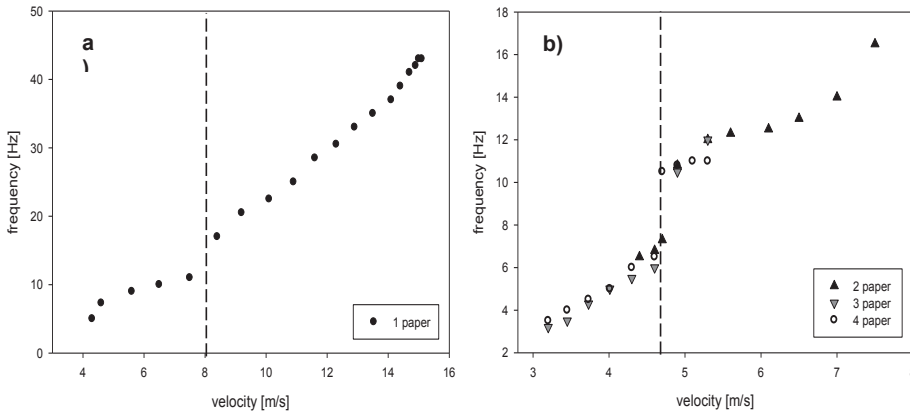 a
)
frequency [Hz]
50
40
30
20
10
0
4
6
8
10
12
14
16
velocity [m/s]
1 paper
b)
frequency [Hz]
18
16
14
12
10
8
6
4
2
3
4
5
6
7
velocity [m/s]
2 paper
3 paper
4 paper